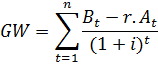 GW = \sum_{t=1}^{n} \frac{B_t - r.A_t}{(1 + i)^t}